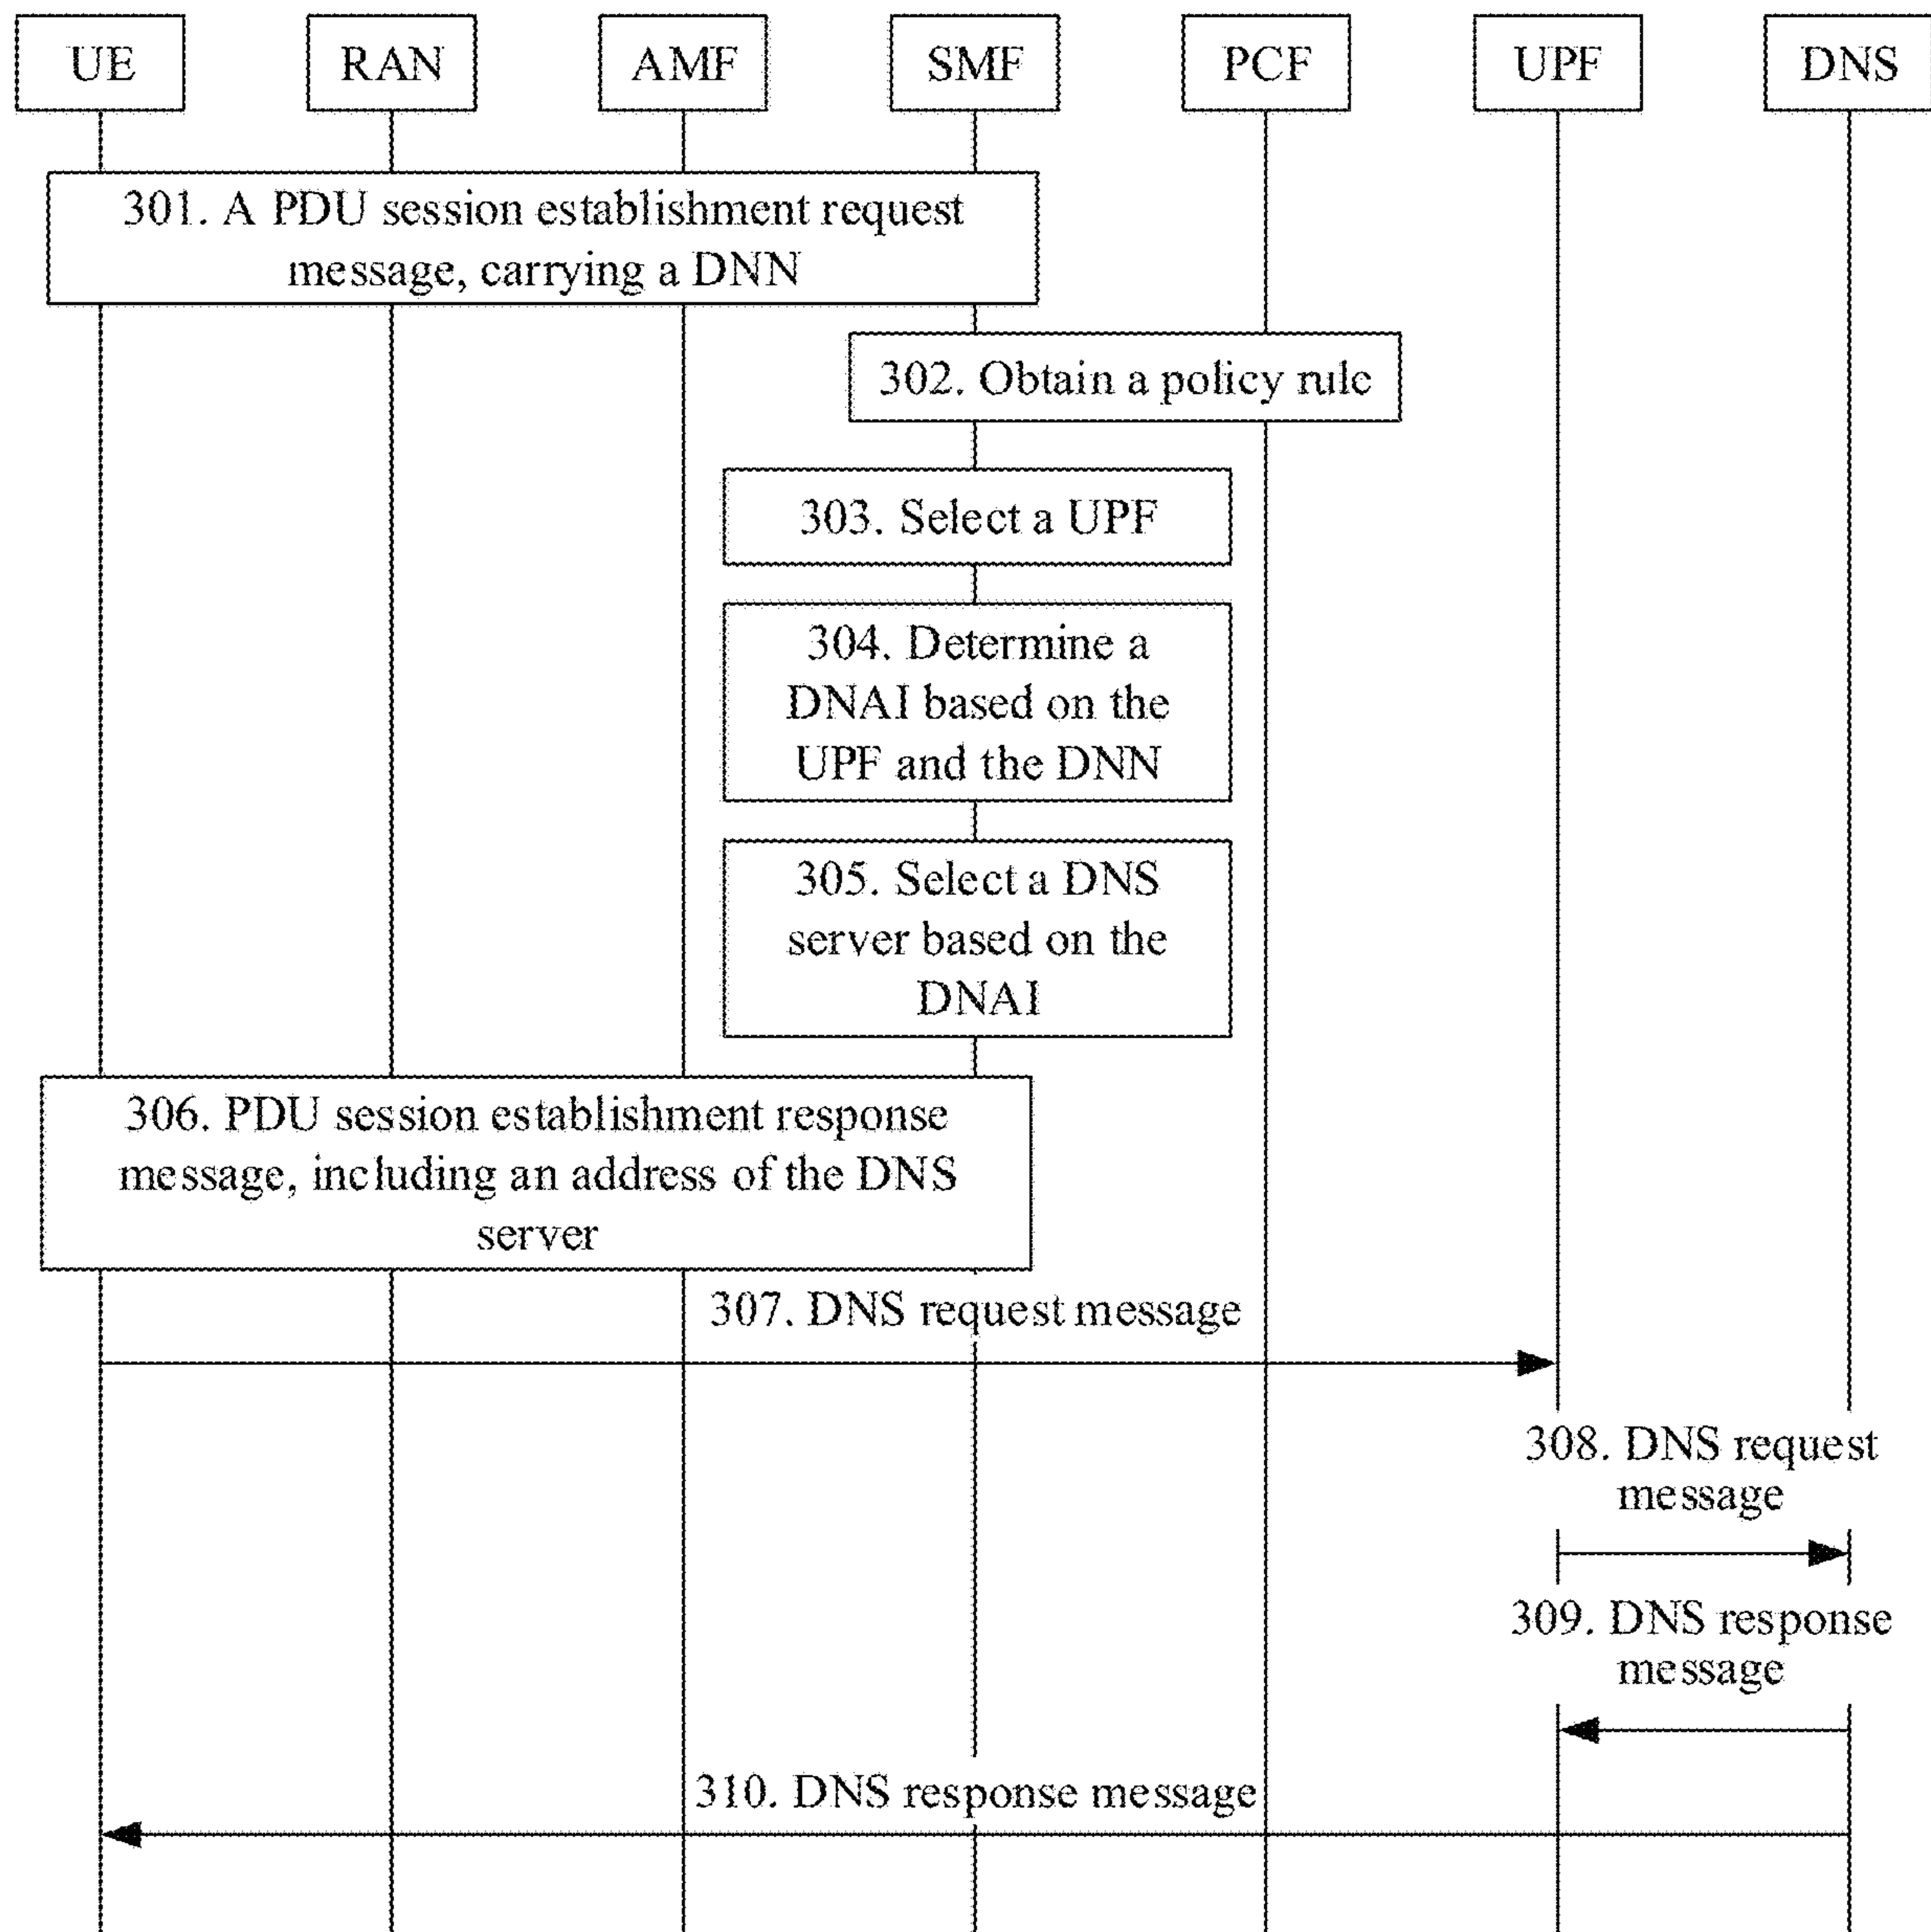 UE RAN AMF SMF PCF UPF DNS
301. A PDU session establishment request
message, carrying a DNN
302. Obtain a policy rule
303. Select a UPF
304. Determine a
DNAI based on the
UPF and the DNN
305. Select a DNS
server based on the
DNAI
306. PDU session establishment response
message, including an address of the DNS
server
307. DNS request message
308. DNS request
message
309. DNS response
message
310. DNS response message